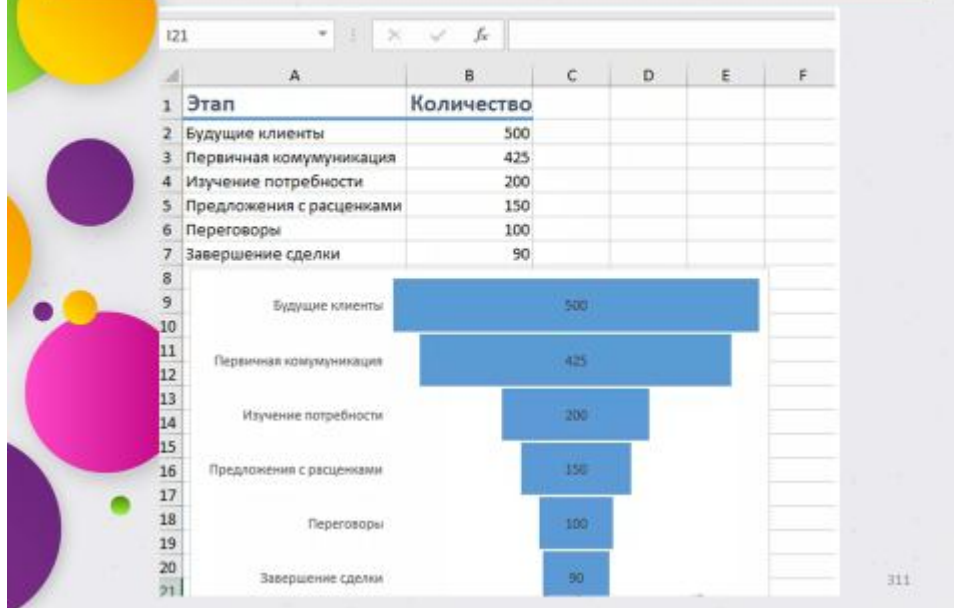 I21 fx
A B C D E F
1 Этап Количество
2 Будущие клиенты 500
3 Первичная комумуникация 425
4 Изучение потребности 200
5 Предложения с расценками 150
6 Переговоры 100
7 Завершение сделки 90
8
9 Будущие клиенты 500
10
11 Первичная комумуникация 425
12
13
14 Изучение потребности 200
15
16 Предложения с расценками 150
17
18 Переговоры 100
19
20 Завершение сделки 90
21
311